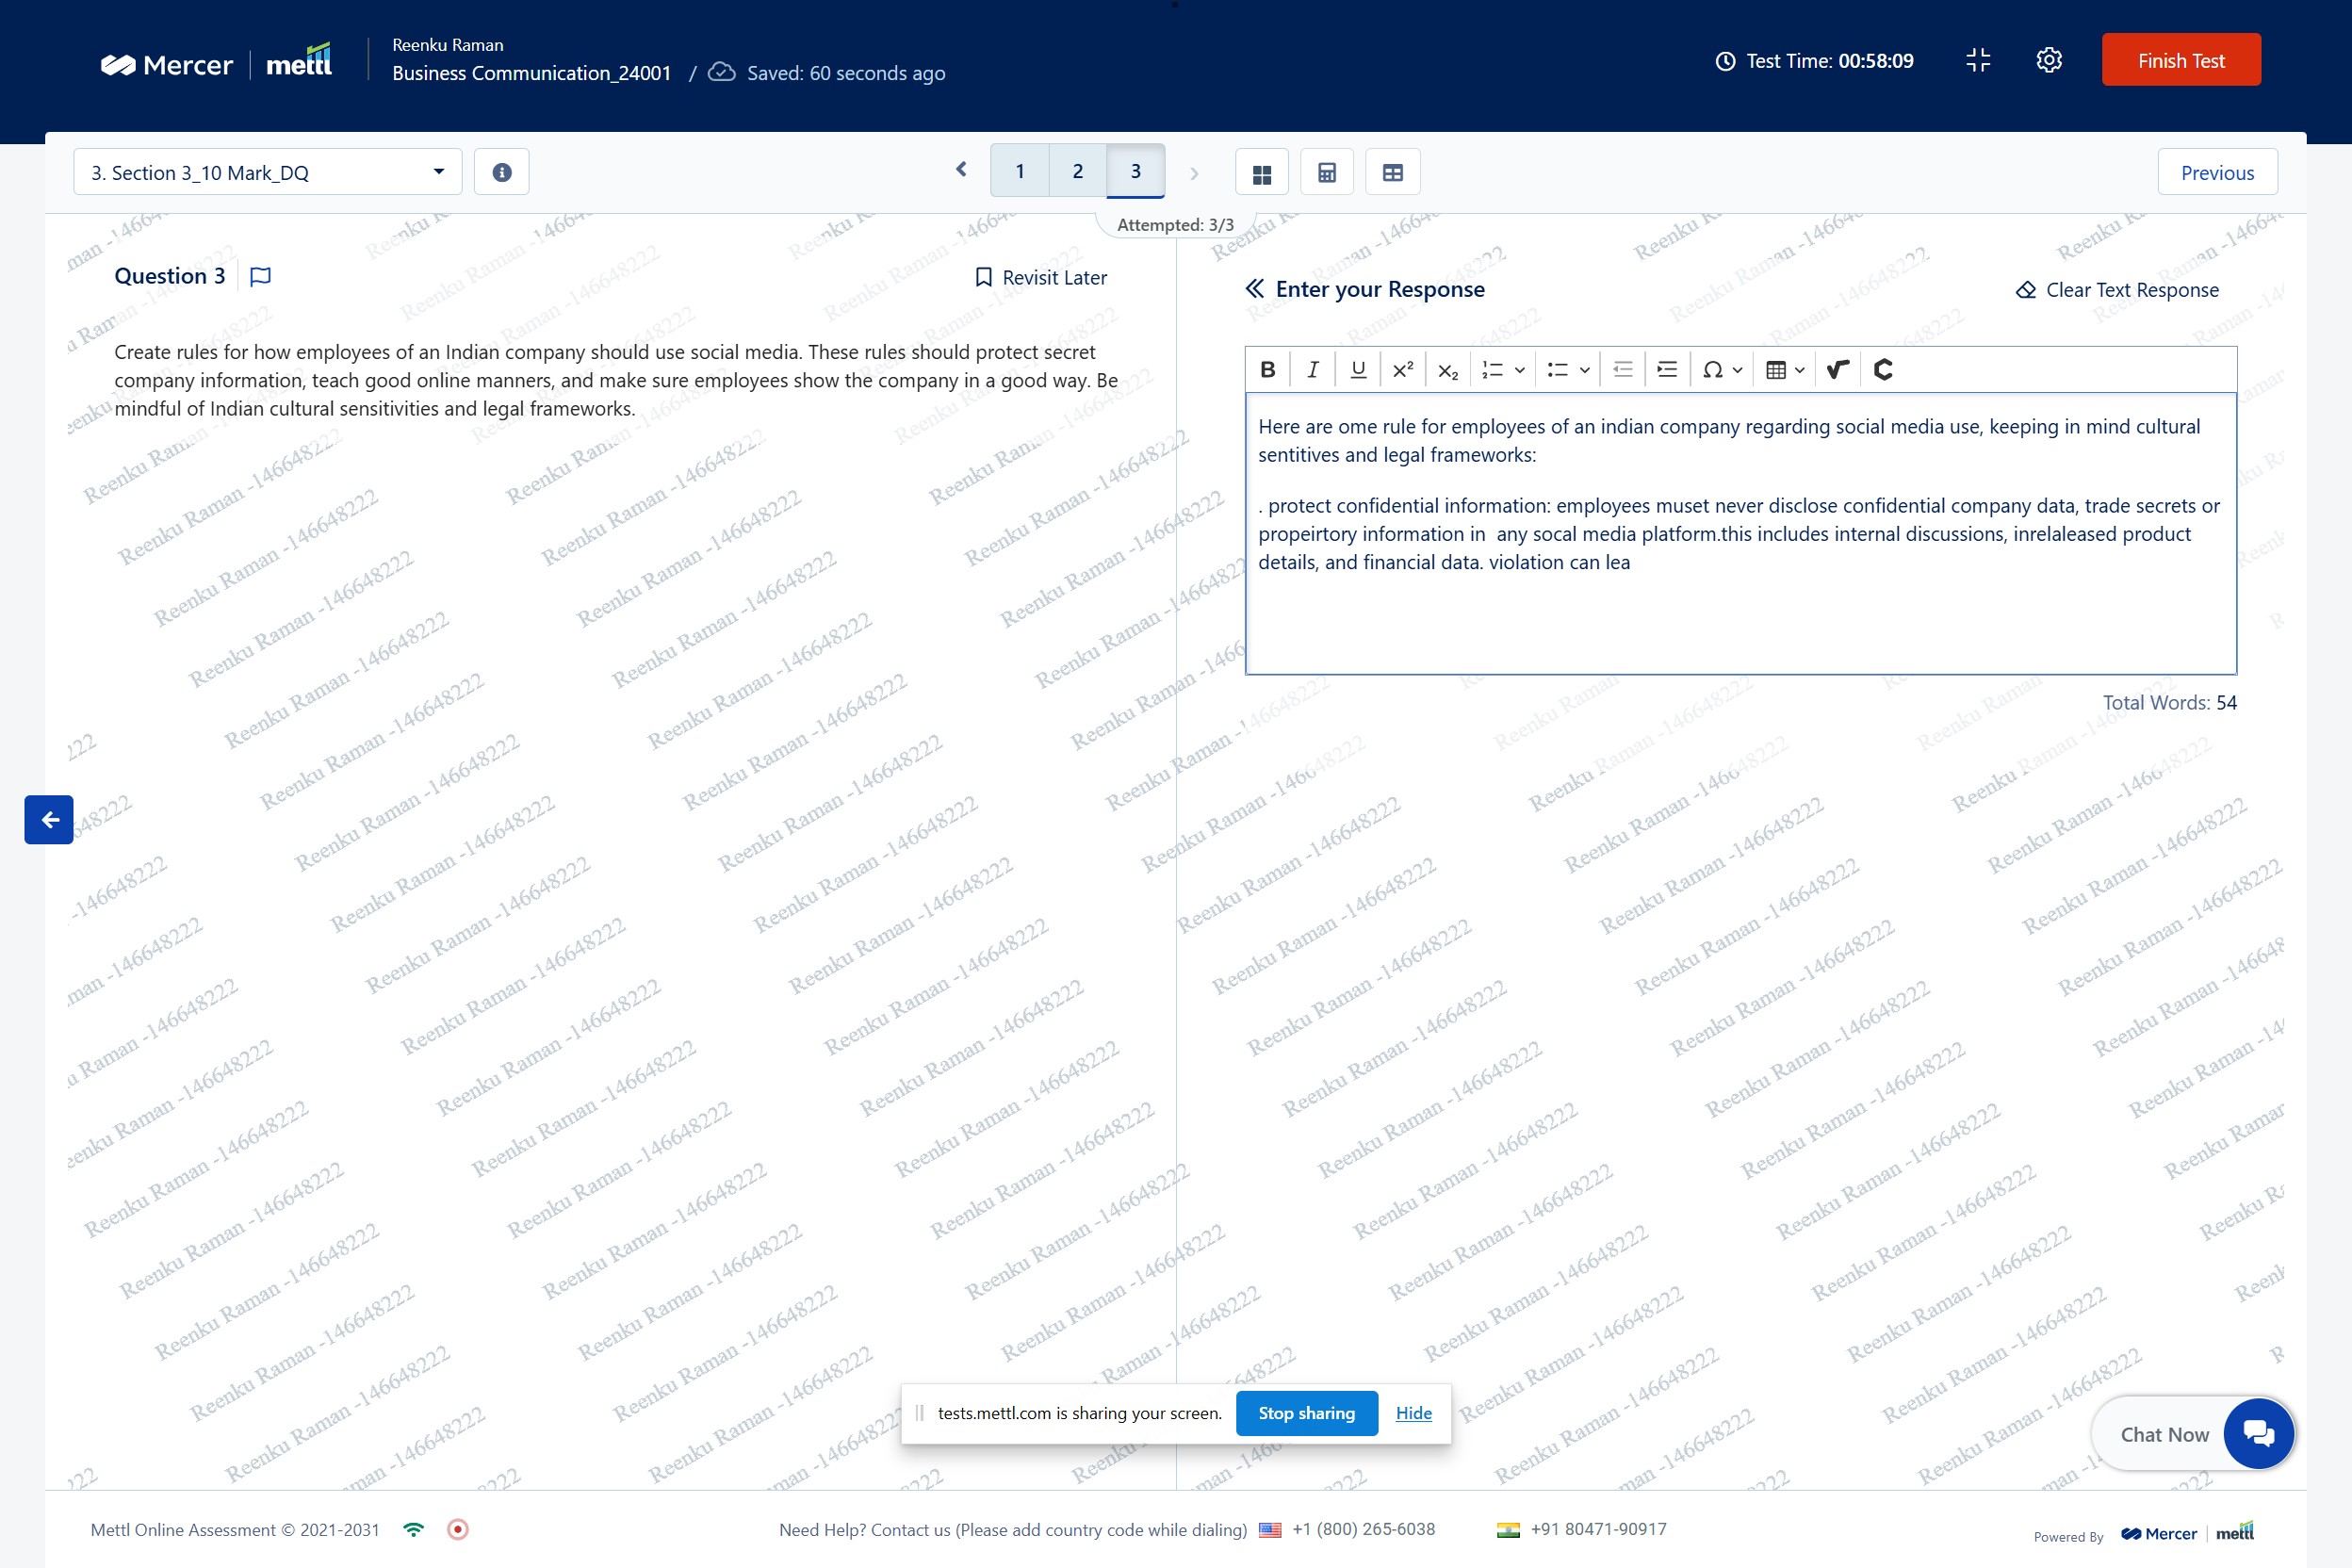 Mercer | mettl
Reenku Raman
Business Communication_24001 / Saved: 60 seconds ago
Test Time: 00:58:09
Finish Test
3. Section 3_10 Mark_DQ
1 2 3
Previous
Attempted: 3/3
Question 3
Revisit Later
Create rules for how employees of an Indian company should use social media. These rules should protect secret
company information, teach good online manners, and make sure employees show the company in a good way. Be
mindful of Indian cultural sensitivities and legal frameworks.
Enter your Response
Clear Text Response
Here are ome rule for employees of an indian company regarding social media use, keeping in mind cultural
sentitives and legal frameworks:
. protect confidential information: employees muset never disclose confidential company data, trade secrets or
propeirtory information in  any socal media platform.this includes internal discussions, inrelaleased product
details, and financial data. violation can lea
Total Words: 54
Reenku Raman -146648222
tests.mettl.com is sharing your screen.
Stop sharing
Hide
Chat Now
Mettl Online Assessment © 2021-2031
Need Help? Contact us (Please add country code while dialing) +1 (800) 265-6038 +91 80471-90917
Powered By Mercer | mettl